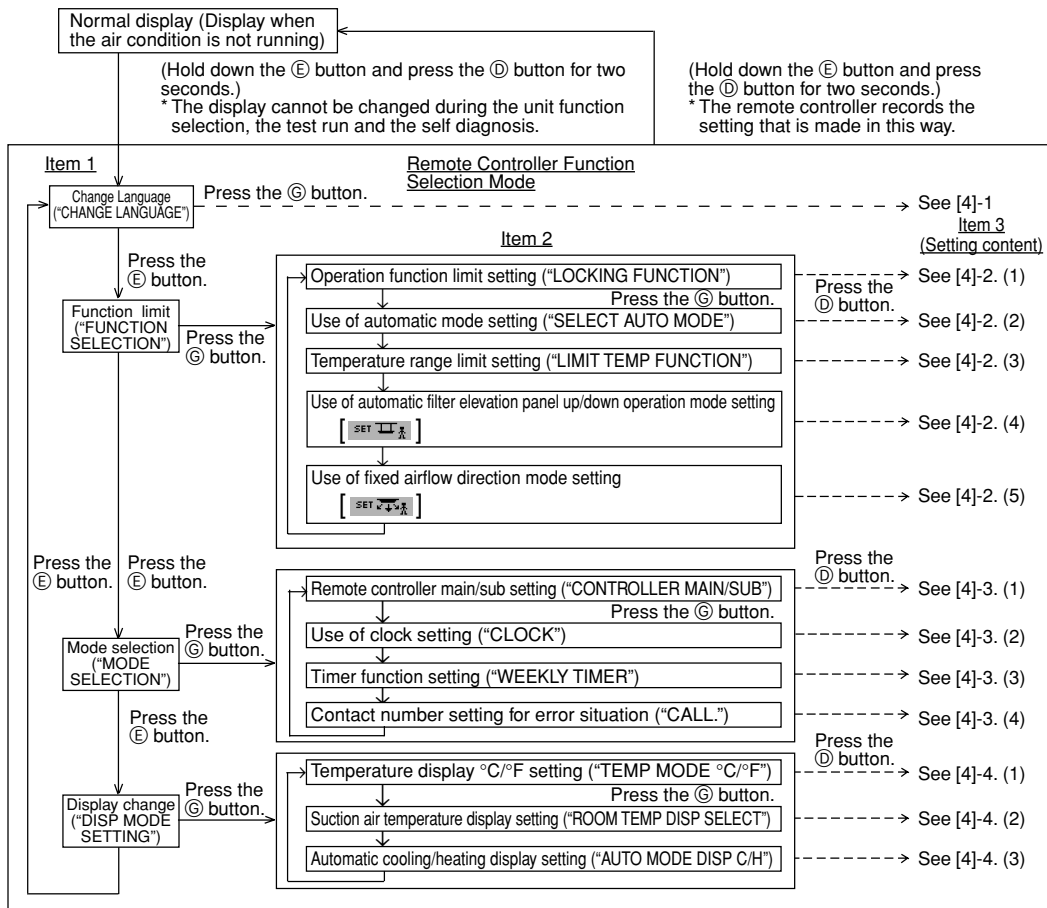 Normal display (Display when
the air condition is not running)
(Hold down the Ⓔ button and press the Ⓓ button for two
seconds.)
* The display cannot be changed during the unit function
selection, the test run and the self diagnosis.
(Hold down the Ⓔ button and press
the Ⓓ button for two seconds.)
* The remote controller records the
setting that is made in this way.
Item 1
Remote Controller Function
Selection Mode
Change Language
(“CHANGE LANGUAGE”)
Press the Ⓖ button.
See [4]-1
Item 3
(Setting content)
Item 2
Press the
Ⓔ button.
Function limit
(“FUNCTION
SELECTION”)
Press the
Ⓖ button.
Operation function limit setting (“LOCKING FUNCTION”)
See [4]-2. (1)
Press the Ⓖ button.
Press the
Ⓓ button.
Use of automatic mode setting (“SELECT AUTO MODE”)
See [4]-2. (2)
Temperature range limit setting (“LIMIT TEMP FUNCTION”)
See [4]-2. (3)
Use of automatic filter elevation panel up/down operation mode setting
[ SET ]
See [4]-2. (4)
Use of fixed airflow direction mode setting
[ SET ]
See [4]-2. (5)
Press the
Ⓔ button.
Press the
Ⓔ button.
Mode selection
(“MODE
SELECTION”)
Press the
Ⓖ button.
Remote controller main/sub setting (“CONTROLLER MAIN/SUB”)
Press the
Ⓓ button.
See [4]-3. (1)
Press the Ⓖ button.
Use of clock setting (“CLOCK”)
See [4]-3. (2)
Timer function setting (“WEEKLY TIMER”)
See [4]-3. (3)
Contact number setting for error situation (“CALL.”)
See [4]-3. (4)
Press the
Ⓔ button.
Display change
(“DISP MODE
SETTING”)
Press the
Ⓖ button.
Temperature display °C/°F setting (“TEMP MODE °C/°F”)
Press the
Ⓓ button.
See [4]-4. (1)
Press the Ⓖ button.
Suction air temperature display setting (“ROOM TEMP DISP SELECT”)
See [4]-4. (2)
Automatic cooling/heating display setting (“AUTO MODE DISP C/H”)
See [4]-4. (3)